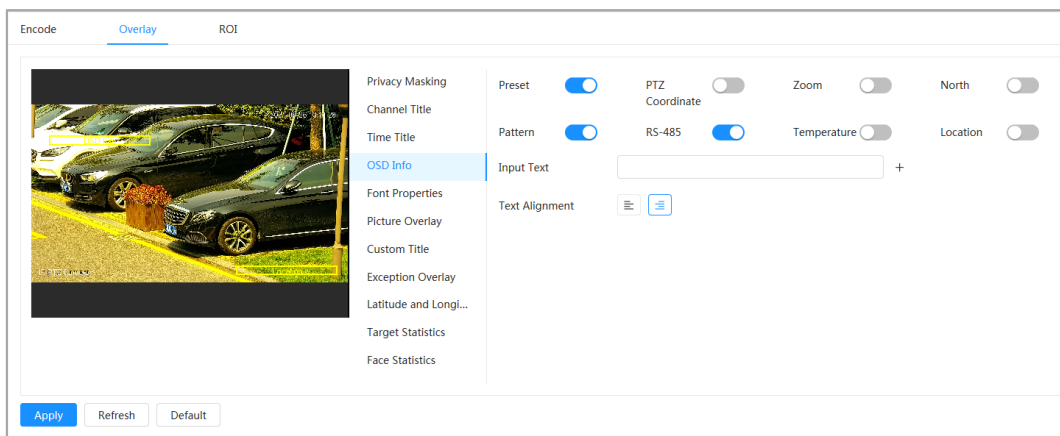 Encode Overlay ROI
Privacy Masking
Channel Title
Time Title
OSD Info
Font Properties
Picture Overlay
Custom Title
Exception Overlay
Latitude and Longi...
Target Statistics
Face Statistics
Preset PTZ Coordinate Zoom North
Pattern RS-485 Temperature Location
Input Text +
Text Alignment
Apply Refresh Default